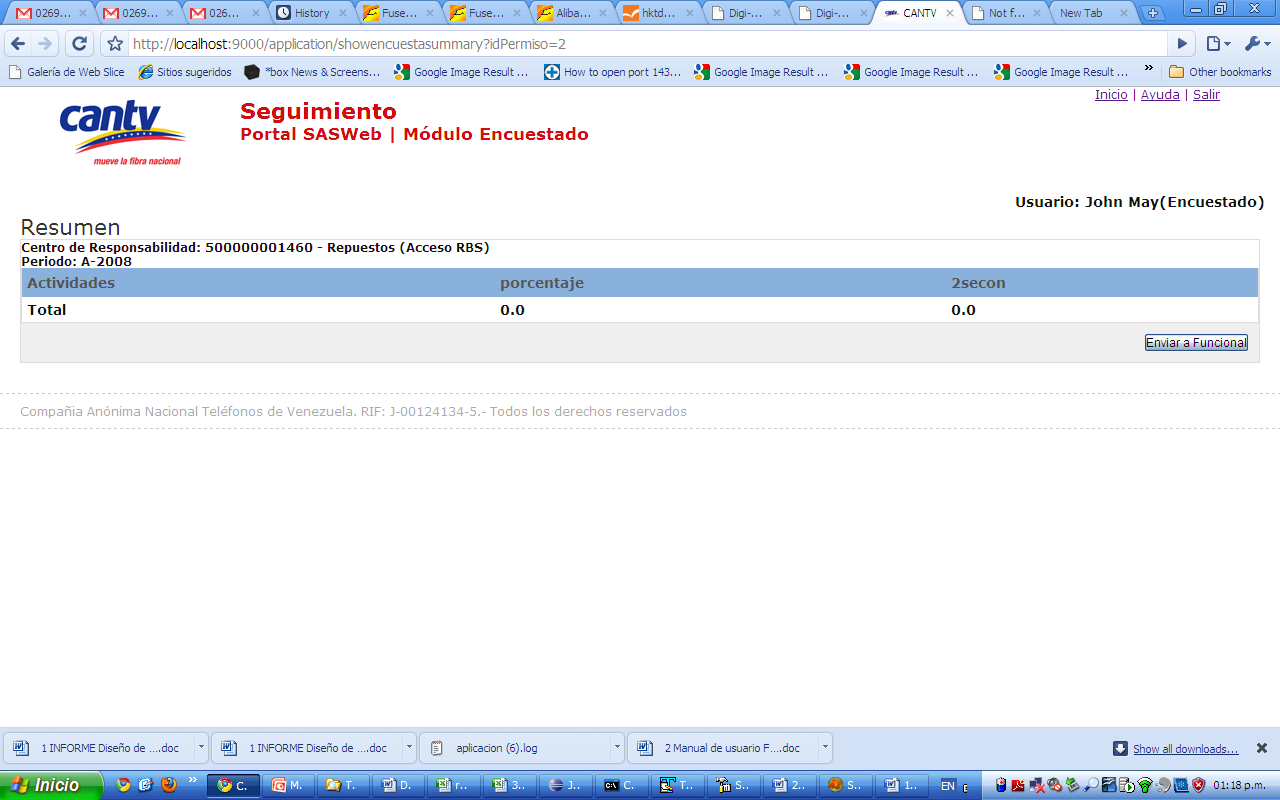 0269...
0269...
026...
History
Fuse...
Fuse...
Aliba...
hktd...
Digi-...
Digi-...
CANTV
Not f...
New Tab
http://localhost:9000/application/showencuestasummary?idPermiso=2
Galería de Web Slice
Sitios sugeridos
*box News & Screens...
Google Image Result ...
How to open port 143...
Google Image Result ...
Google Image Result ...
Google Image Result ...
»
Other bookmarks
Inicio | Ayuda | Salir
cantv
mueve la fibra nacional
Seguimiento
Portal SASWeb | Módulo Encuestado
Usuario: John May(Encuestado)
Resumen
Centro de Responsabilidad: 500000001460 - Repuestos (Acceso RBS)
Periodo: A-2008
Actividades porcentaje 2secon
Total 0.0 0.0
Enviar a Funcional
Compañia Anónima Nacional Teléfonos de Venezuela. RIF: J-00124134-5.- Todos los derechos reservados
1 INFORME Diseño de ....doc
1 INFORME Diseño de ....doc
aplicacion (6).log
2 Manual de usuario F....doc
Show all downloads...
Inicio
»
C.
M.
T.
D.
r..
3.
J..
C.
T..
S..
2..
S..
1..
EN
01:18 p.m.